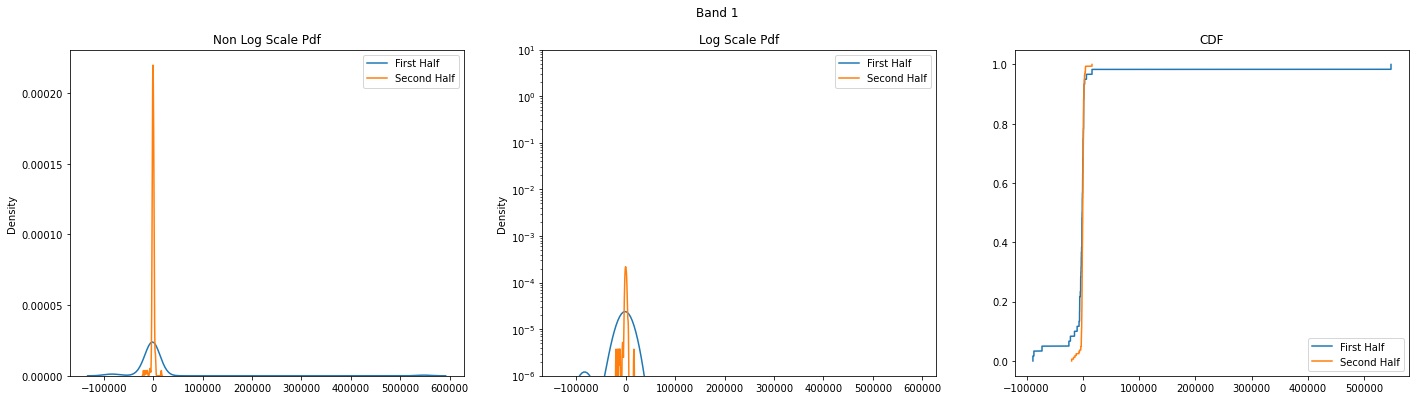 Band 1
Non Log Scale Pdf
Density
0.00020
0.00015
0.00010
0.00005
0.00000
−100000 0 100000 200000 300000 400000 500000 600000
First Half
Second Half
Log Scale Pdf
Density
10^1
10^0
10^−1
10^−2
10^−3
10^−4
10^−5
10^−6
−100000 0 100000 200000 300000 400000 500000 600000
First Half
Second Half
CDF
1.0
0.8
0.6
0.4
0.2
0.0
−100000 0 100000 200000 300000 400000 500000
First Half
Second Half